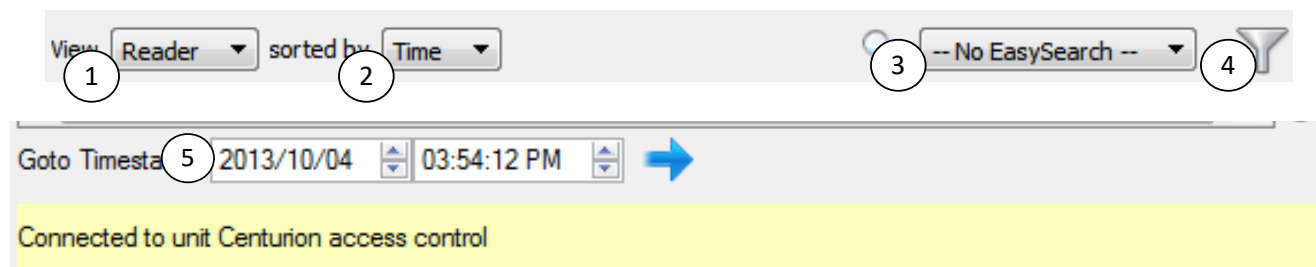 View Reader sorted by Time -- No EasySearch --
1 2 3 4
Goto Timesta 5 2013/10/04 03:54:12 PM
Connected to unit Centurion access control